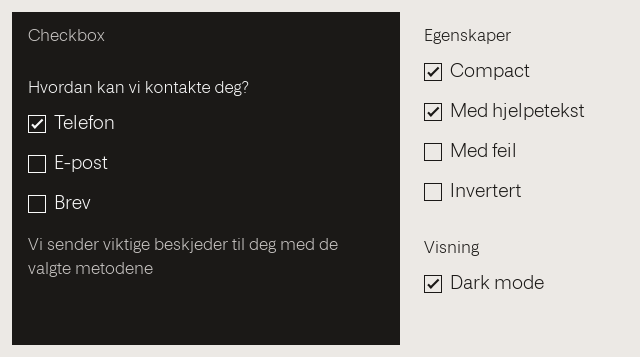 Checkbox
Hvordan kan vi kontakte deg?
Telefon
E-post
Brev
Vi sender viktige beskjeder til deg med de
valgte metodene
Egenskaper
Compact
Med hjelpetekst
Med feil
Invertert
Visning
Dark mode